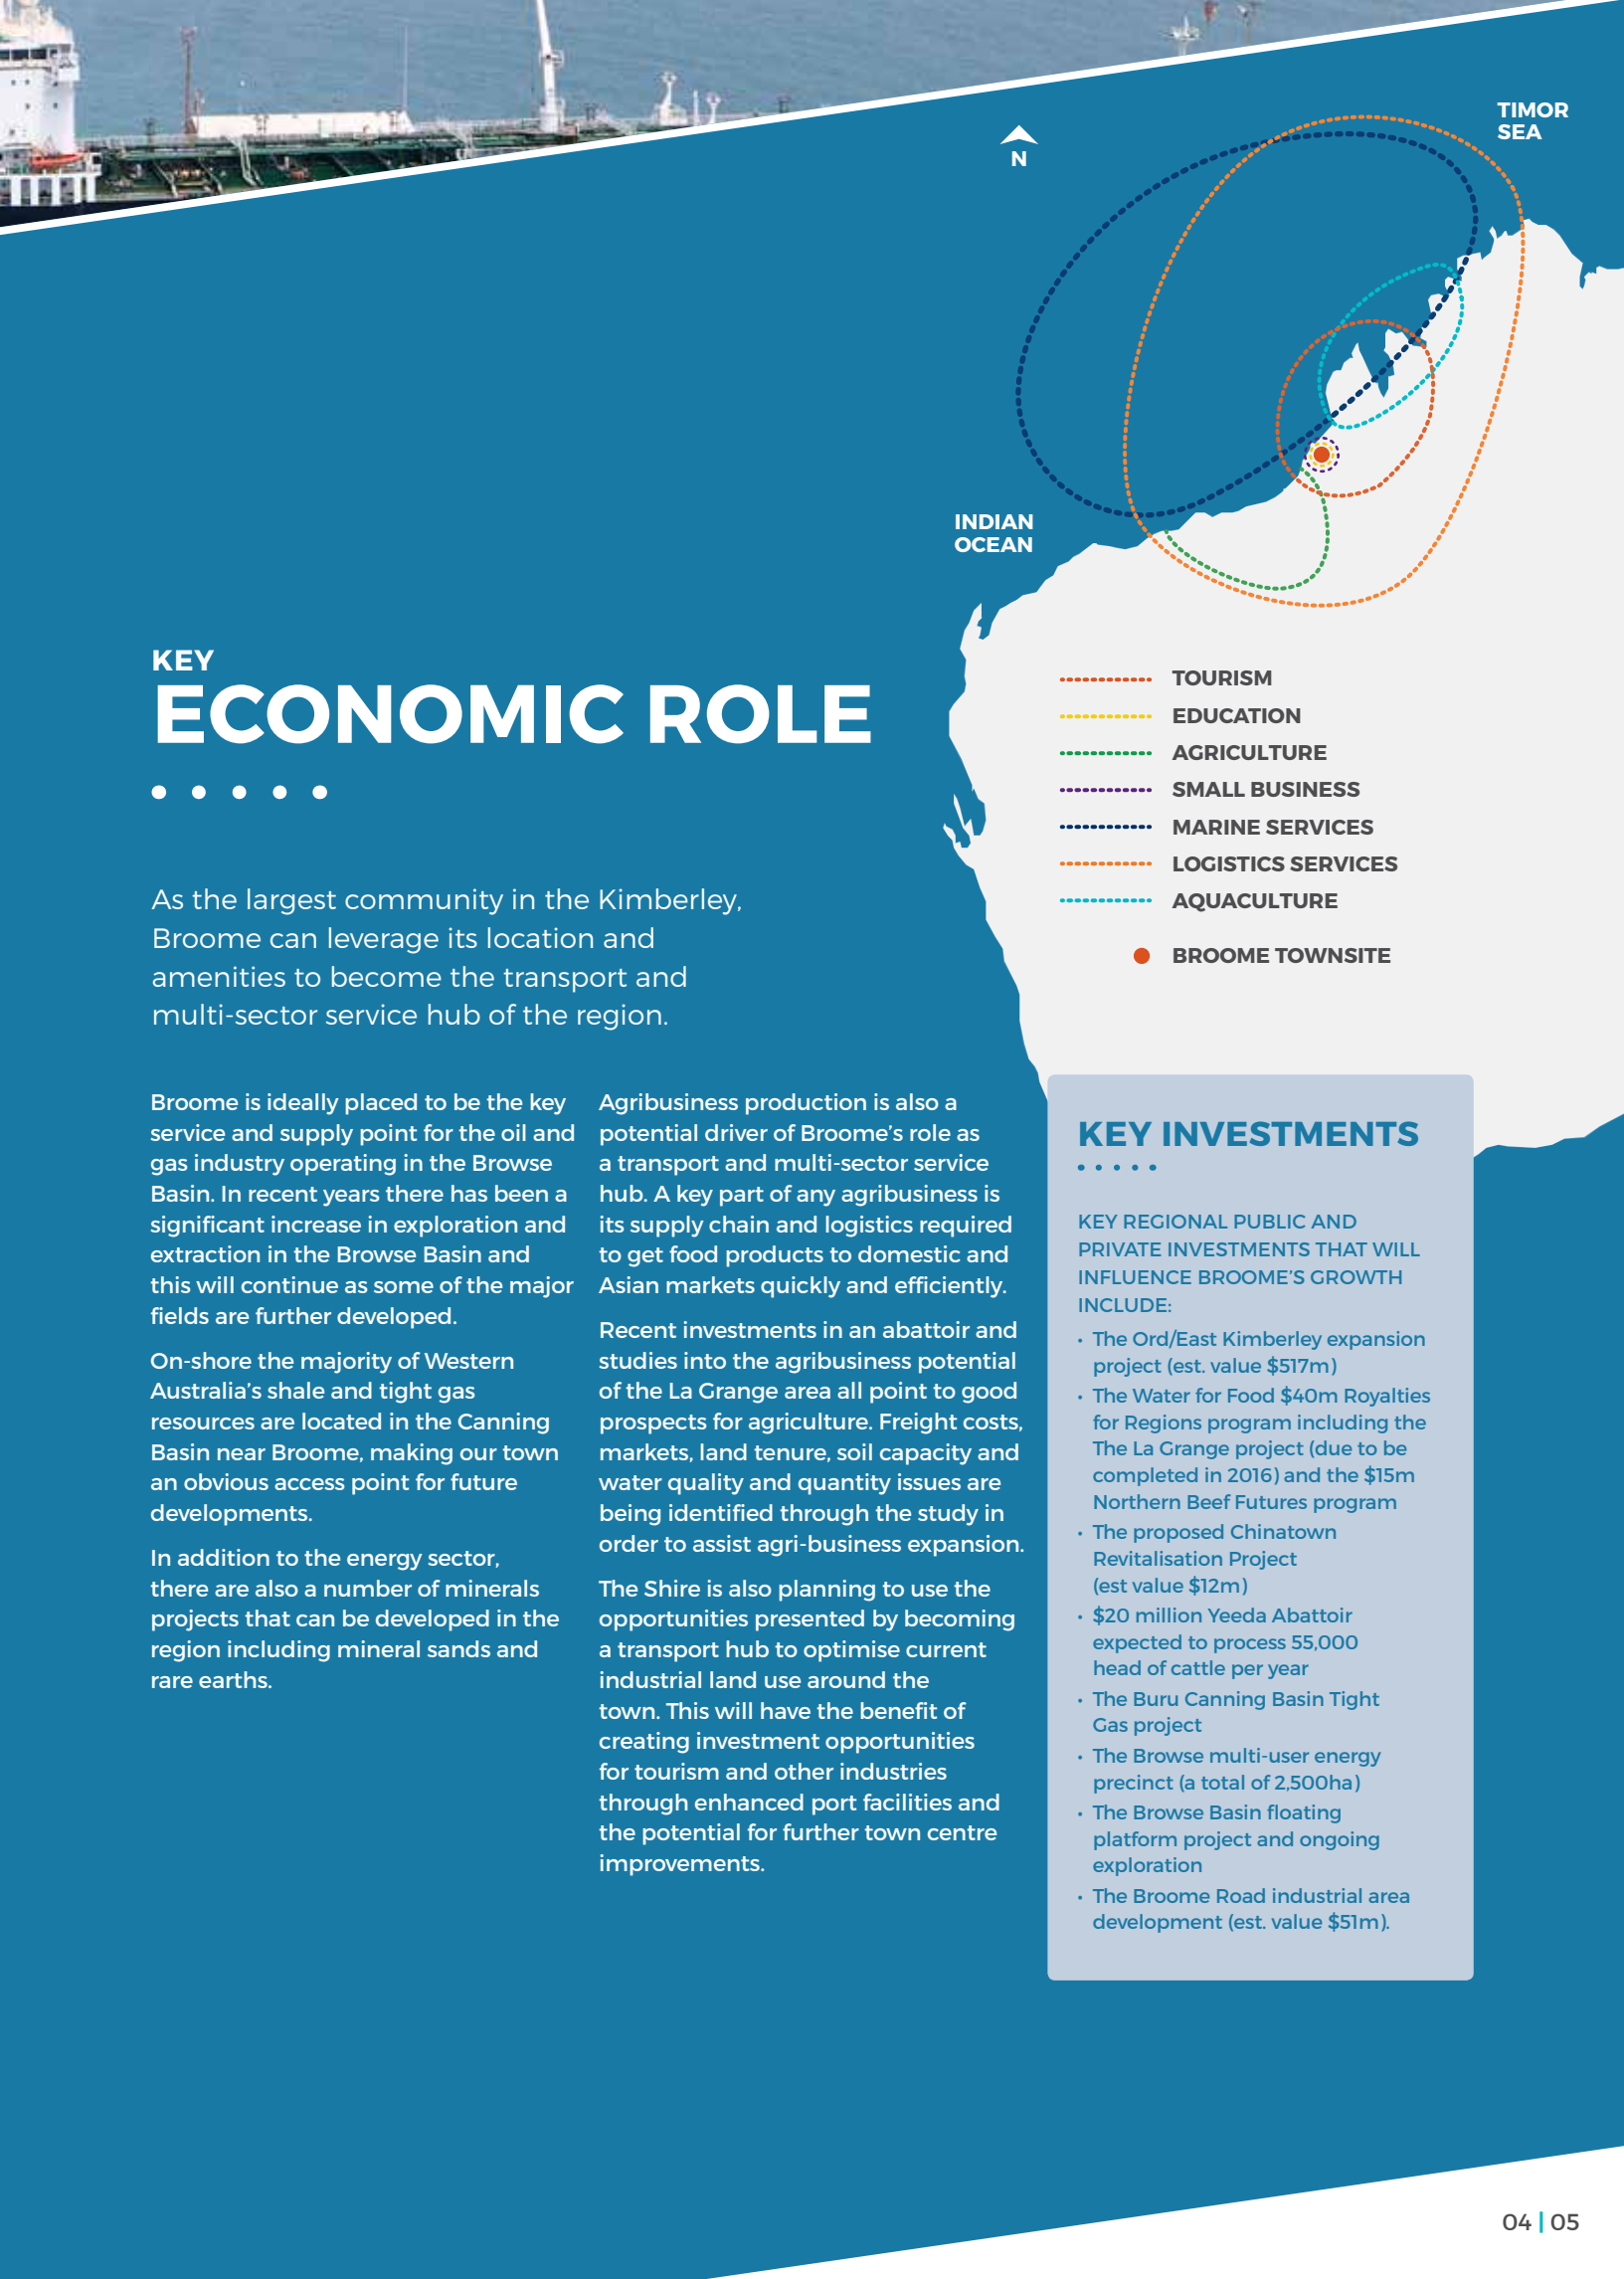 TIMOR
SEA
N
INDIAN
OCEAN
KEY
ECONOMIC ROLE
TOURISM
EDUCATION
AGRICULTURE
SMALL BUSINESS
MARINE SERVICES
LOGISTICS SERVICES
AQUACULTURE
BROOME TOWNSITE
As the largest community in the Kimberley,
Broome can leverage its location and
amenities to become the transport and
multi-sector service hub of the region.
Broome is ideally placed to be the key
service and supply point for the oil and
gas industry operating in the Browse
Basin. In recent years there has been a
significant increase in exploration and
extraction in the Browse Basin and
this will continue as some of the major
fields are further developed.
On-shore the majority of Western
Australia’s shale and tight gas
resources are located in the Canning
Basin near Broome, making our town
an obvious access point for future
developments.
In addition to the energy sector,
there are also a number of minerals
projects that can be developed in the
region including mineral sands and
rare earths.
Agribusiness production is also a
potential driver of Broome’s role as
a transport and multi-sector service
hub. A key part of any agribusiness is
its supply chain and logistics required
to get food products to domestic and
Asian markets quickly and efficiently.
Recent investments in an abattoir and
studies into the agribusiness potential
of the La Grange area all point to good
prospects for agriculture. Freight costs,
markets, land tenure, soil capacity and
water quality and quantity issues are
being identified through the study in
order to assist agri-business expansion.
The Shire is also planning to use the
opportunities presented by becoming
a transport hub to optimise current
industrial land use around the
town. This will have the benefit of
creating investment opportunities
for tourism and other industries
through enhanced port facilities and
the potential for further town centre
improvements.
KEY INVESTMENTS
KEY REGIONAL PUBLIC AND
PRIVATE INVESTMENTS THAT WILL
INFLUENCE BROOME’S GROWTH
INCLUDE:
• The Ord/East Kimberley expansion
project (est. value $517m)
• The Water for Food $40m Royalties
for Regions program including the
The La Grange project (due to be
completed in 2016) and the $15m
Northern Beef Futures program
• The proposed Chinatown
Revitalisation Project
(est value $12m)
• $20 million Yeeda Abattoir
expected to process 55,000
head of cattle per year
• The Buru Canning Basin Tight
Gas project
• The Browse multi-user energy
precinct (a total of 2,500ha)
• The Browse Basin floating
platform project and ongoing
exploration
• The Broome Road industrial area
development (est. value $51m).
04 | 05